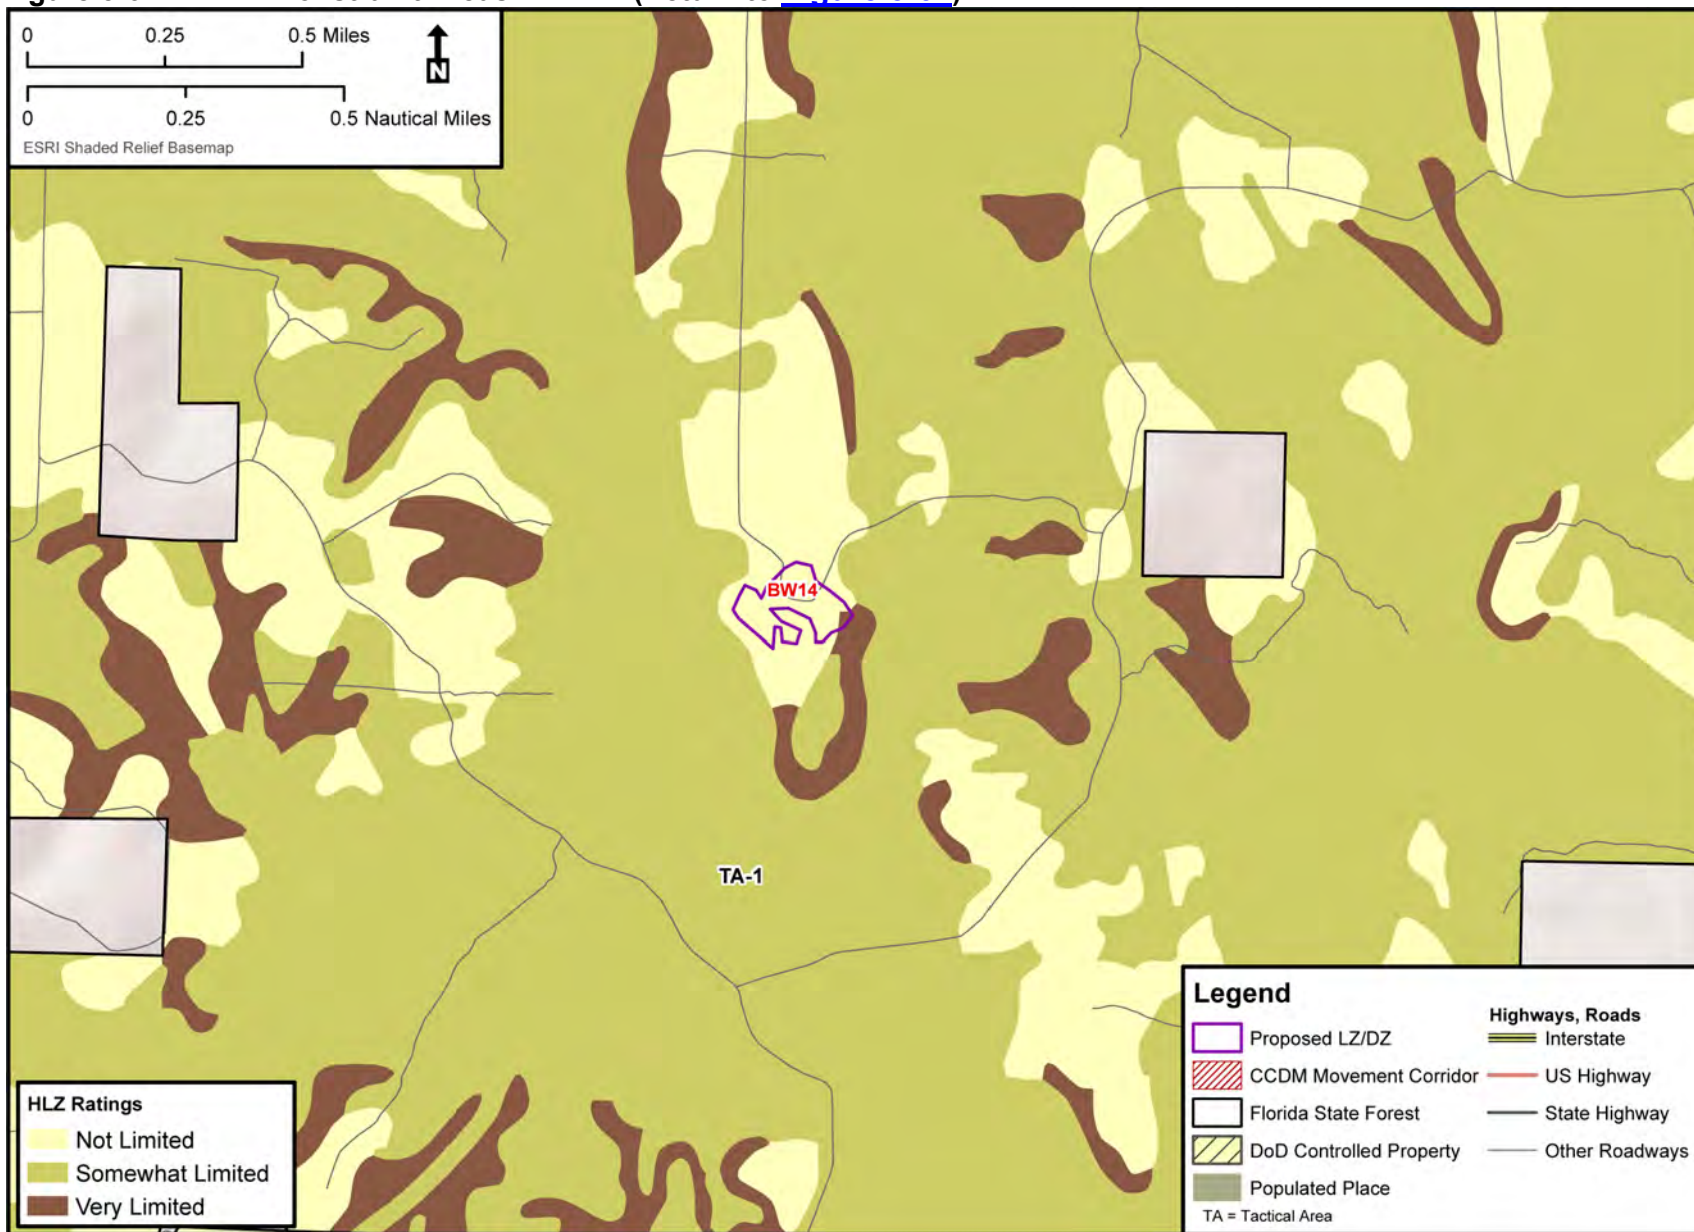 0 0.25 0.5 Miles
N
0 0.25 0.5 Nautical Miles
ESRI Shaded Relief Basemap
BW14
TA-1
HLZ Ratings
Not Limited
Somewhat Limited
Very Limited
Legend
Proposed LZ/DZ
CCDM Movement Corridor
Florida State Forest
DoD Controlled Property
Populated Place
TA = Tactical Area
Highways, Roads
Interstate
US Highway
State Highway
Other Roadways